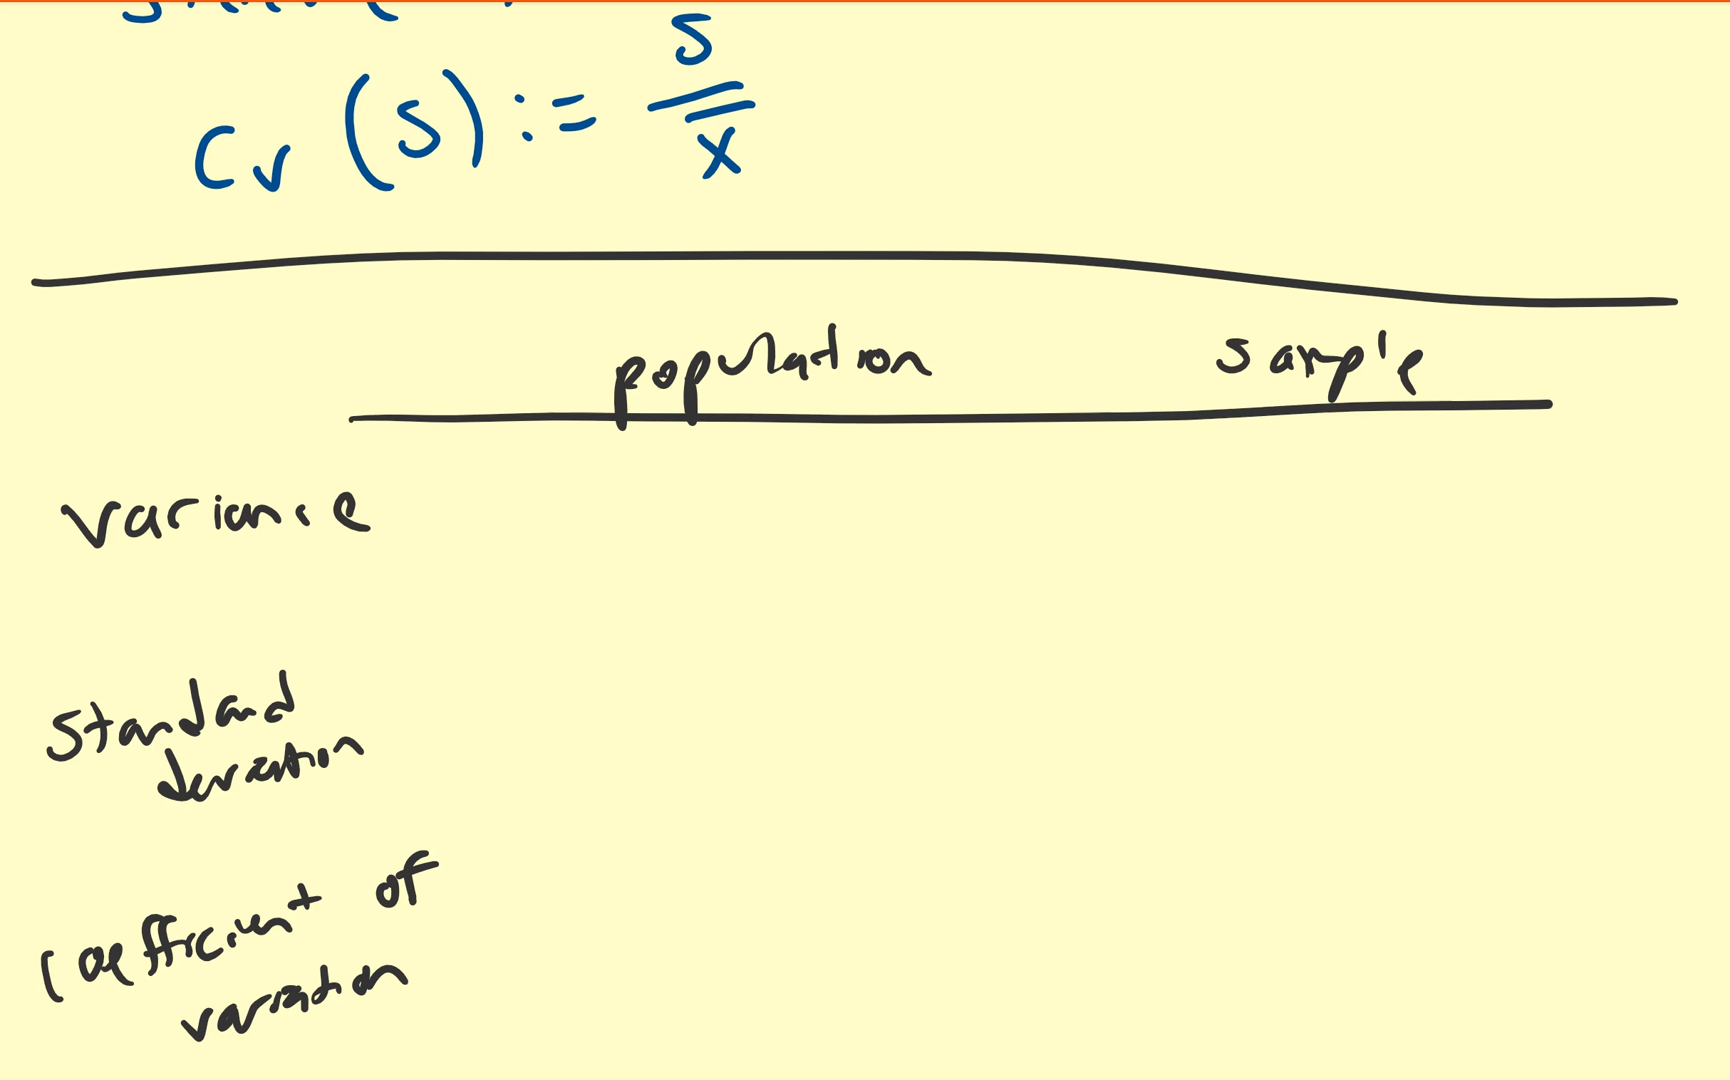 s
Cv (s) := ―
x̄
population sample
variance
Standard
deviation
Coefficient of
variation